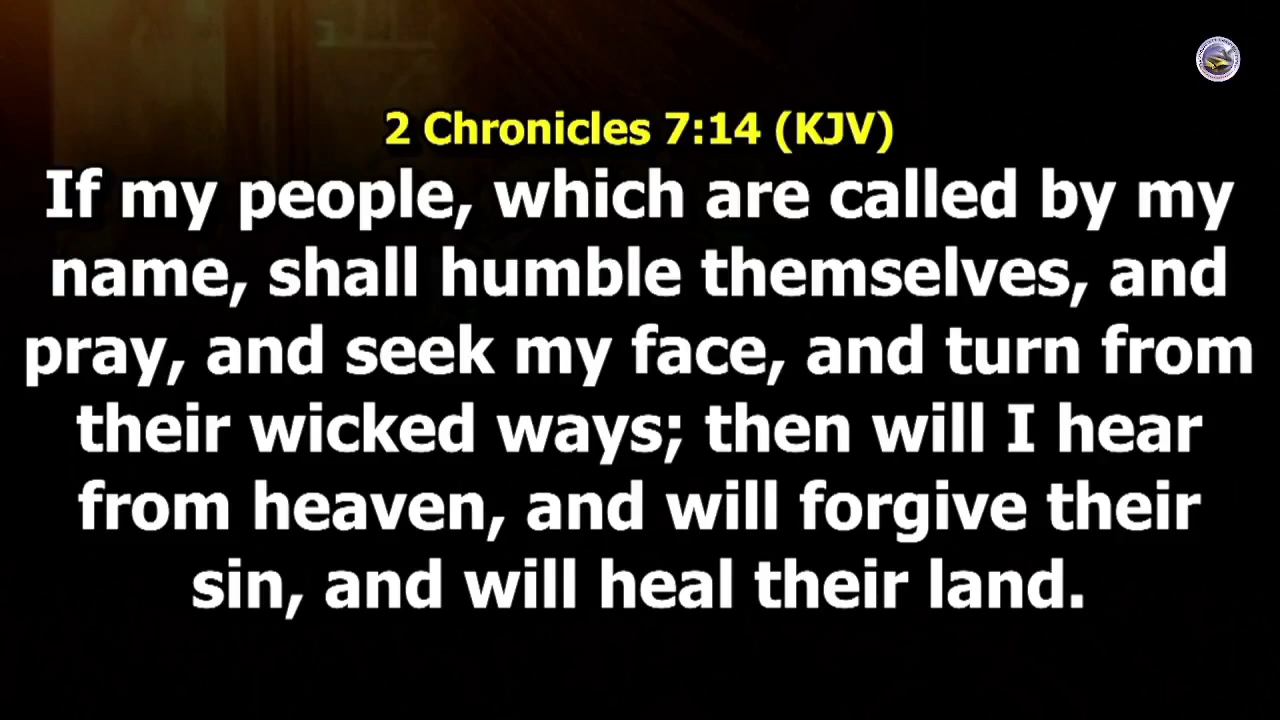 2 Chronicles 7:14 (KJV)
If my people, which are called by my
name, shall humble themselves, and
pray, and seek my face, and turn from
their wicked ways; then will I hear
from heaven, and will forgive their
sin, and will heal their land.